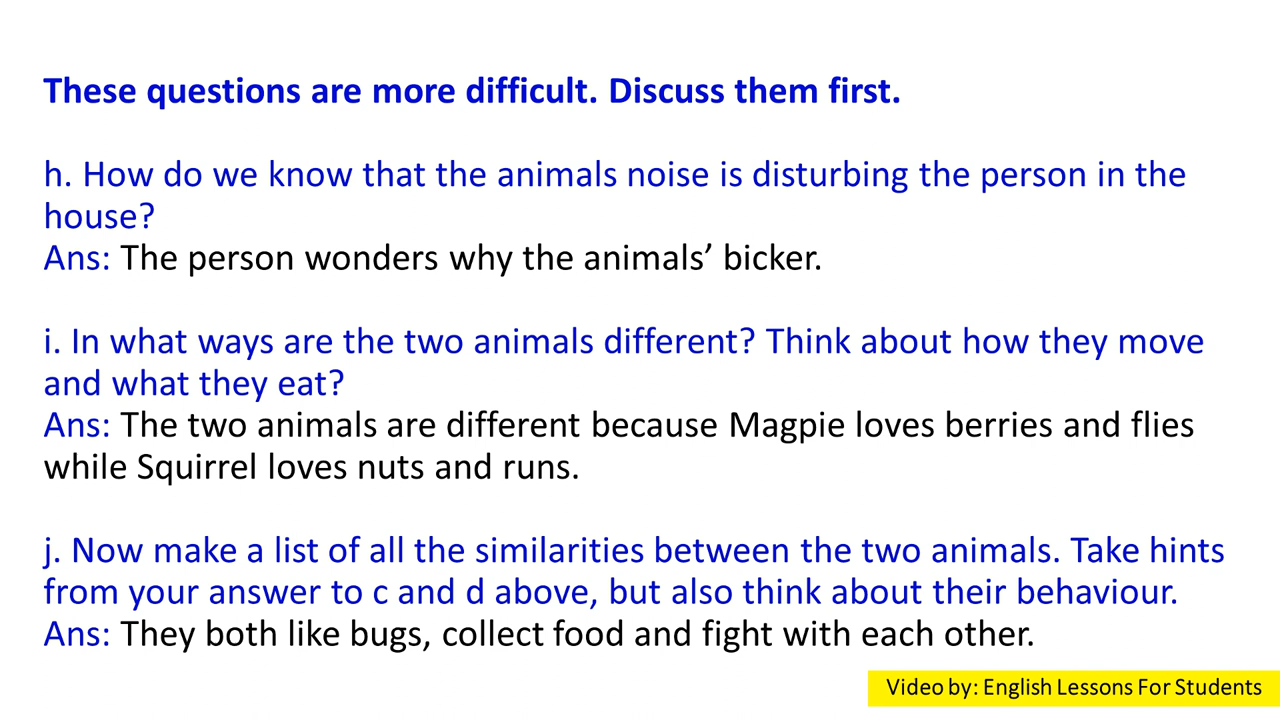 These questions are more difficult. Discuss them first.
h. How do we know that the animals noise is disturbing the person in the
house?
Ans: The person wonders why the animals’ bicker.
i. In what ways are the two animals different? Think about how they move
and what they eat?
Ans: The two animals are different because Magpie loves berries and flies
while Squirrel loves nuts and runs.
j. Now make a list of all the similarities between the two animals. Take hints
from your answer to c and d above, but also think about their behaviour.
Ans: They both like bugs, collect food and fight with each other.
Video by: English Lessons For Students